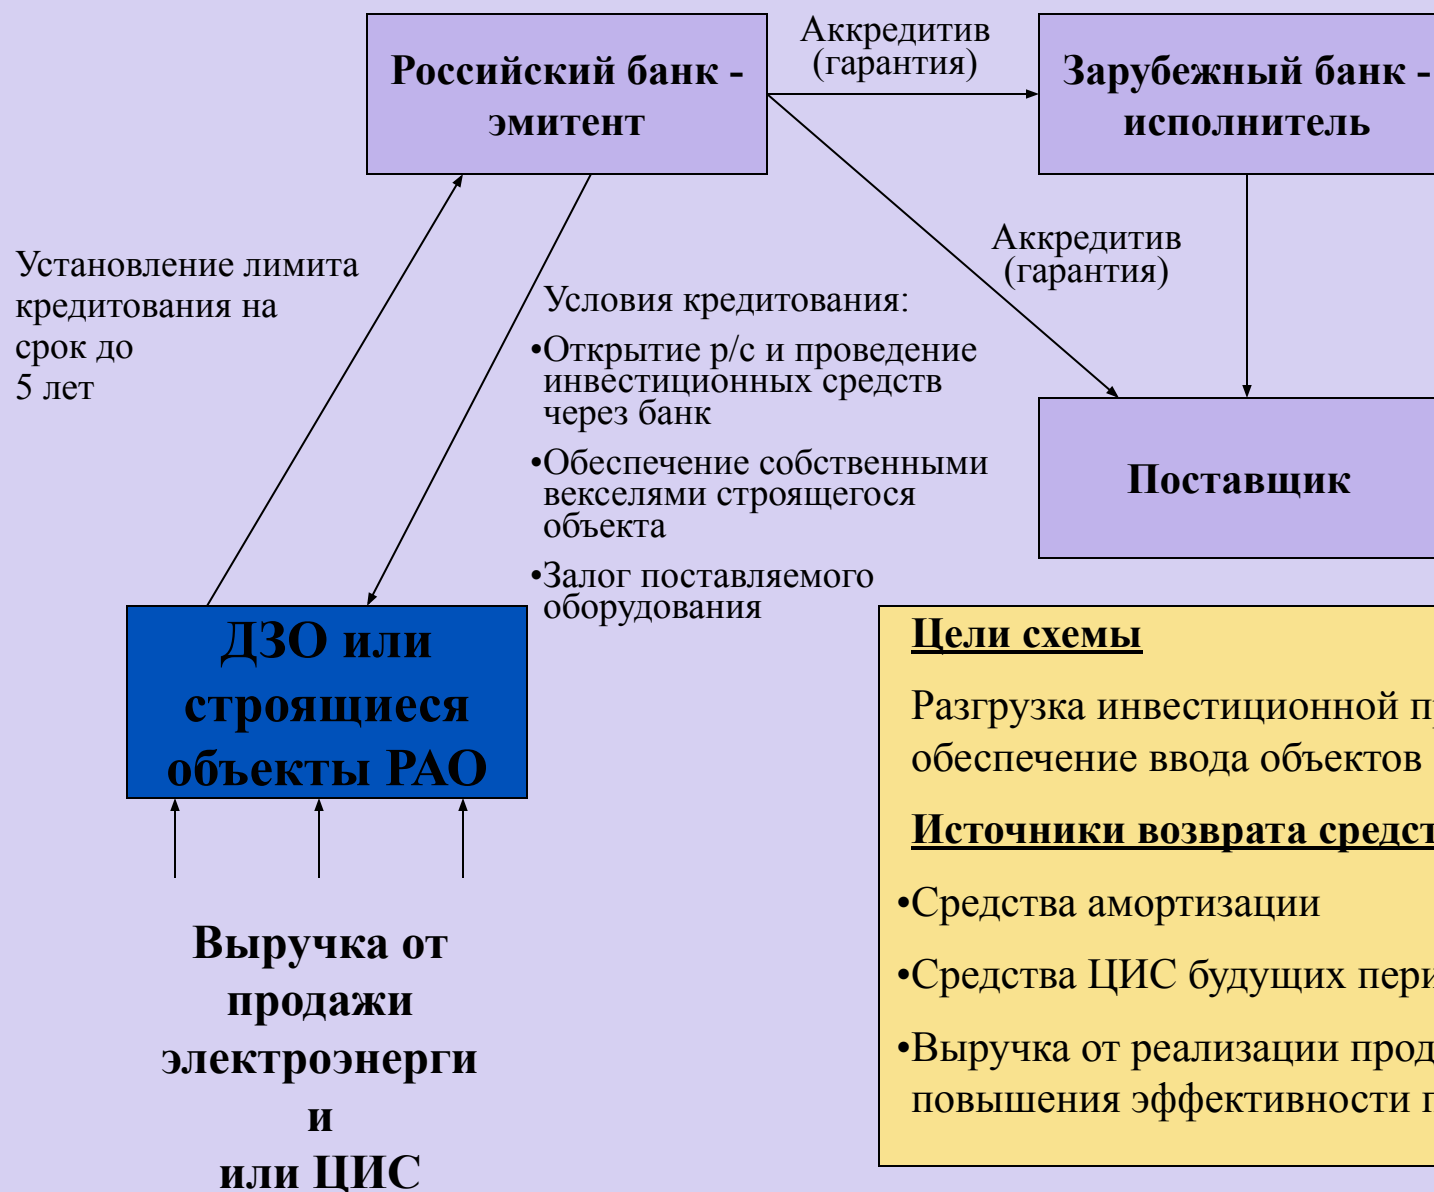 Российский банк -
эмитент
Аккредитив
(гарантия)
Зарубежный банк -
исполнитель
Установление лимита
кредитования на
срок до
5 лет
Аккредитив
(гарантия)
Условия кредитования:
•Открытие р/с и проведение
инвестиционных средств
через банк
•Обеспечение собственными
векселями строящегося
объекта
•Залог поставляемого
оборудования
Поставщик
ДЗО или
строящиеся
объекты РАО
Выручка от
продажи
электроэнерги
и
или ЦИС
Цели схемы
Разгрузка инвестиционной
обеспечение ввода объектов
Источники возврата
•Средства амортизации
•Средства ЦИС будущих
•Выручка от реализации
повышения эффективности